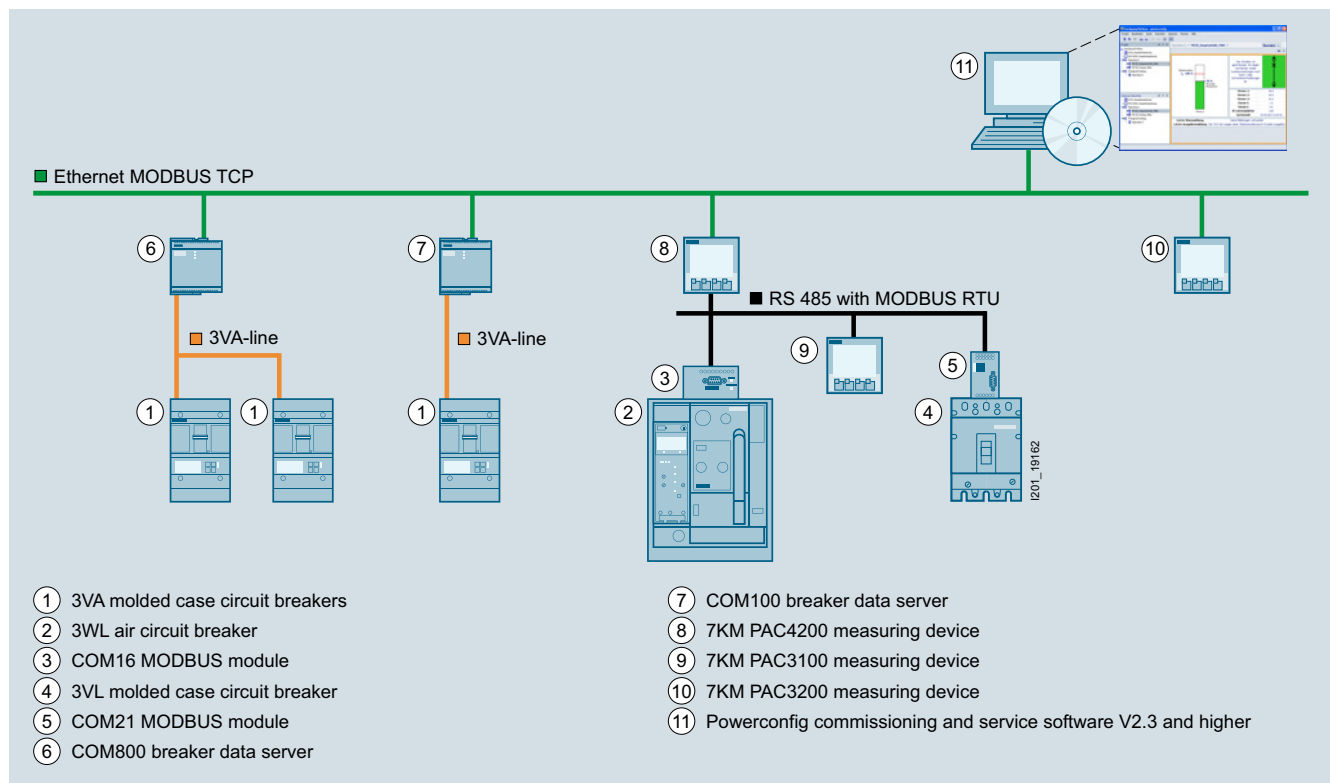 11
Ethernet MODBUS TCP
6
7
8
10
RS 485 with MODBUS RTU
3VA-line
3VA-line
9
5
3
1
1
1
2
4
I201_19162
1 3VA molded case circuit breakers
2 3WL air circuit breaker
3 COM16 MODBUS module
4 3VL molded case circuit breaker
5 COM21 MODBUS module
6 COM800 breaker data server
7 COM100 breaker data server
8 7KM PAC4200 measuring device
9 7KM PAC3100 measuring device
10 7KM PAC3200 measuring device
11 Powerconfig commissioning and service software V2.3 and higher